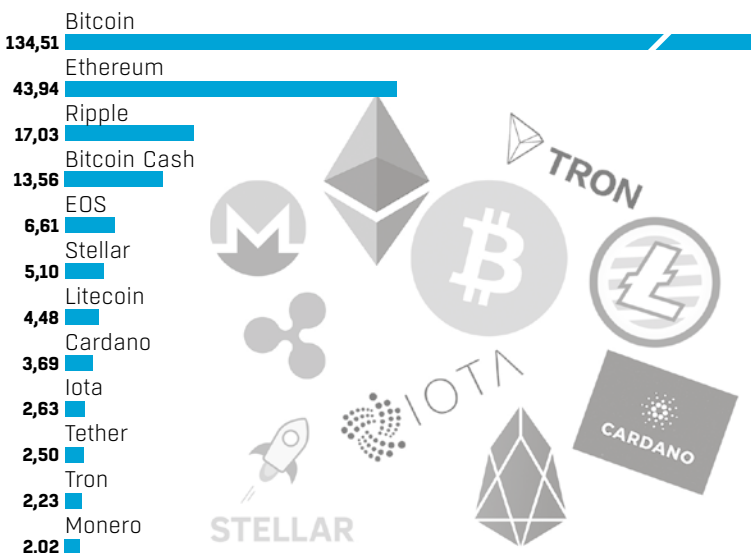 Bitcoin
134,51
Ethereum
43,94
Ripple
17,03
Bitcoin Cash
13,56
EOS
6,61
Stellar
5,10
Litecoin
4,48
Cardano
3,69
Iota
2,63
Tether
2,50
Tron
2,23
Monero
2,02
TRON
IOTA
CARDANO
STELLAR